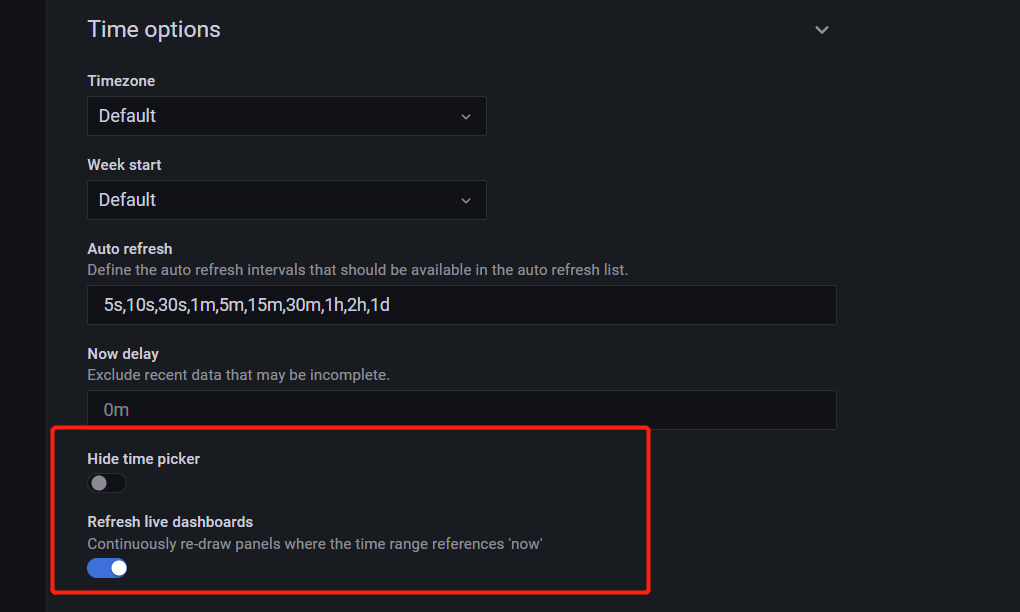 Time options
Timezone
Default
Week start
Default
Auto refresh
Define the auto refresh intervals that should be available in the auto refresh list.
5s,10s,30s,1m,5m,15m,30m,1h,2h,1d
Now delay
Exclude recent data that may be incomplete.
0m
Hide time picker
Refresh live dashboards
Continuously re-draw panels where the time range references 'now'